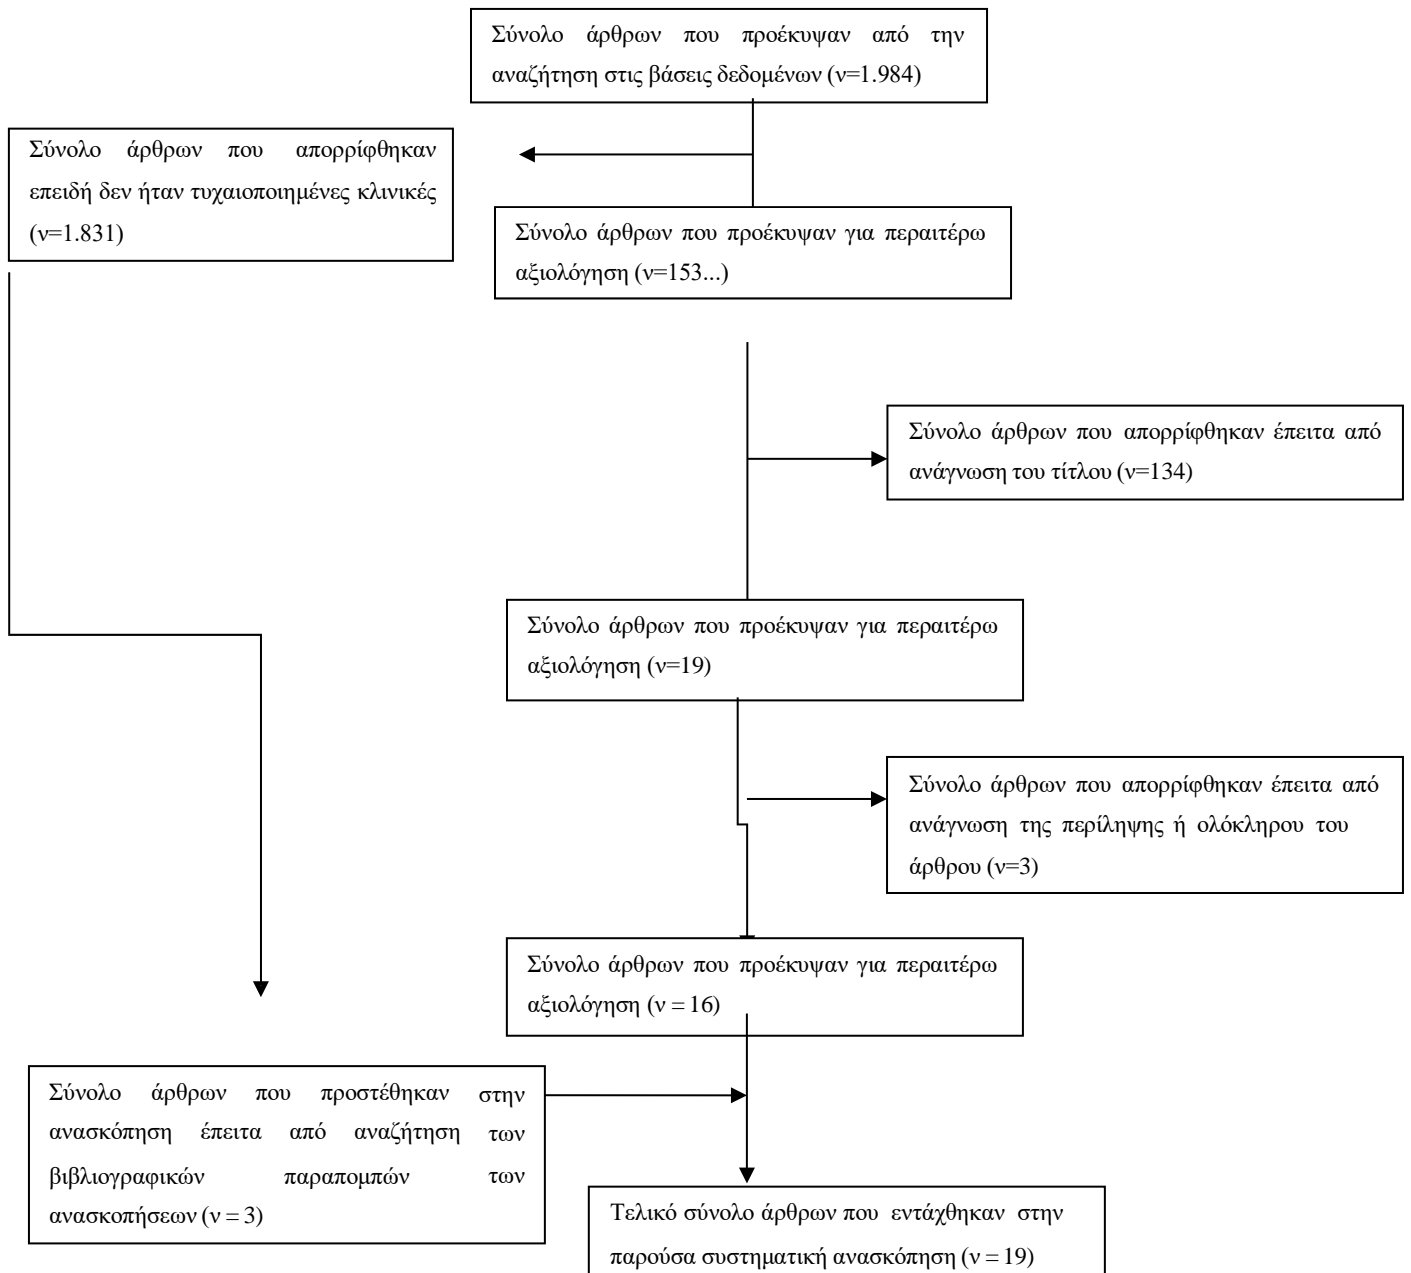 Σύνολο άρθρων που προέκυψαν από την
αναζήτηση στις βάσεις δεδομένων (ν=1.984)
Σύνολο άρθρων που απορρίφθηκαν
επειδή δεν ήταν τυχαιοποιημένες κλινικές
(ν=1.831)
Σύνολο άρθρων που προέκυψαν για περαιτέρω
αξιολόγηση (ν=153...)
Σύνολο άρθρων που απορρίφθηκαν έπειτα από
ανάγνωση του τίτλου (ν=134)
Σύνολο άρθρων που προέκυψαν για περαιτέρω
αξιολόγηση (ν=19)
Σύνολο άρθρων που απορρίφθηκαν έπειτα από
ανάγνωση της περίληψης ή ολόκληρου του
άρθρου (ν=3)
Σύνολο άρθρων που προέκυψαν για περαιτέρω
αξιολόγηση (ν = 16)
Σύνολο άρθρων που προστέθηκαν στην
ανασκόπηση έπειτα από αναζήτηση των
βιβλιογραφικών παραπομπών των
ανασκοπήσεων (ν = 3)
Τελικό σύνολο άρθρων που εντάχθηκαν στην
παρούσα συστηματική ανασκόπηση (ν = 19)